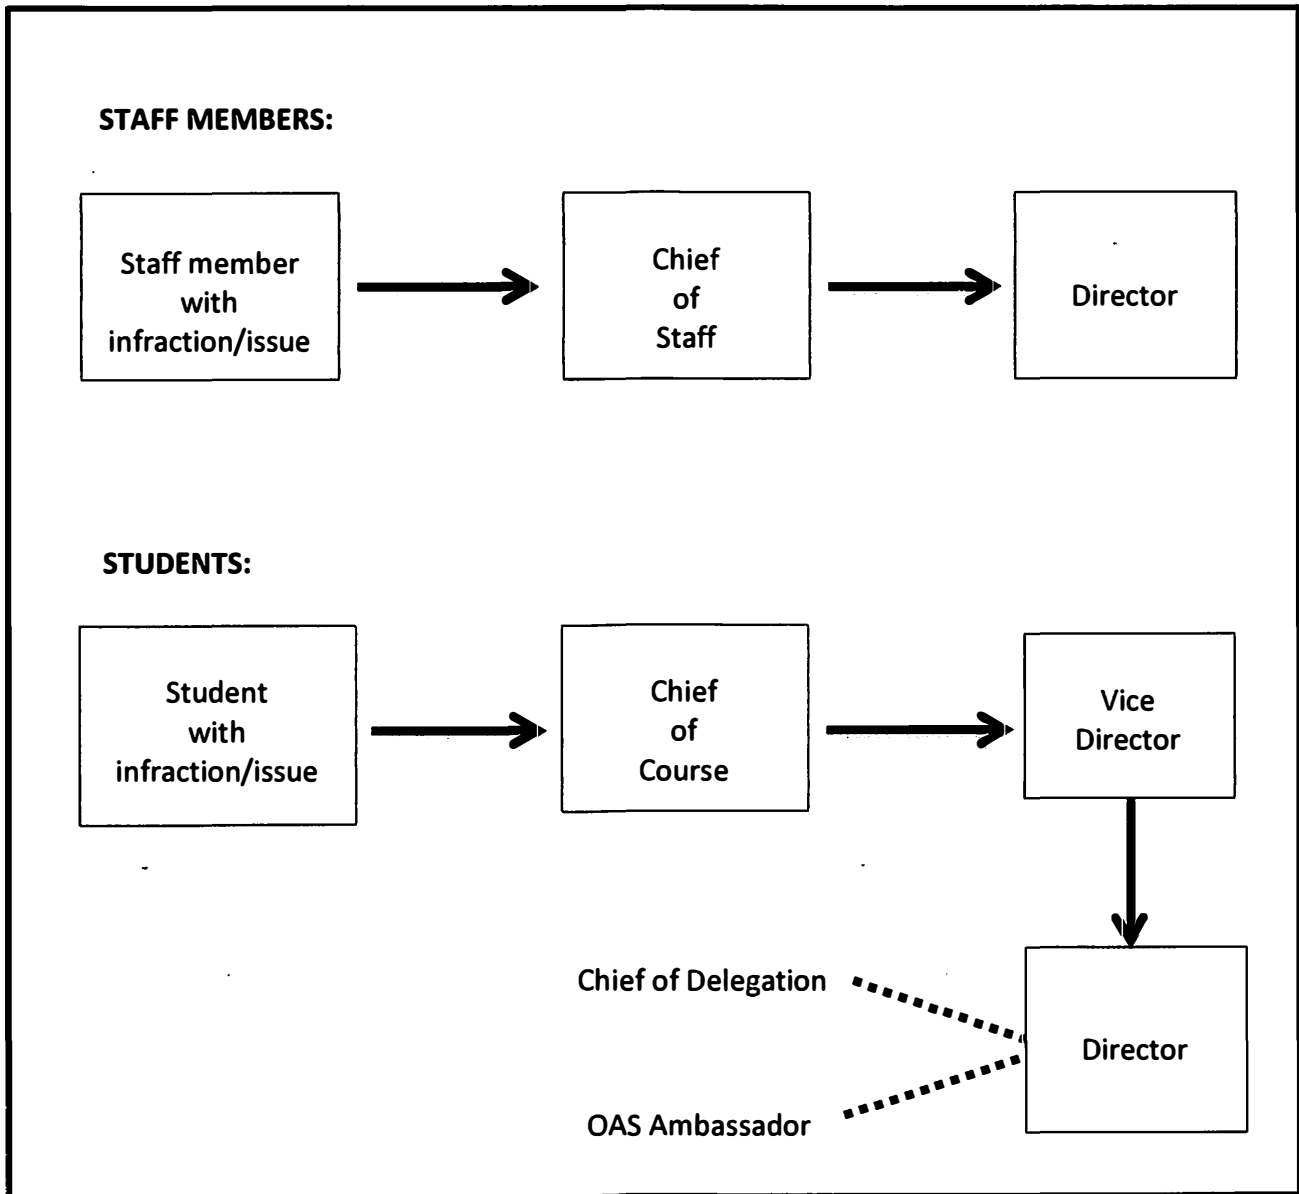 STAFF MEMBERS:
Staff member
with
infraction/issue
Chief
of
Staff
Director
STUDENTS:
Student
with
infraction/issue
Chief
of
Course
Vice
Director
Chief of Delegation
Director
OAS Ambassador